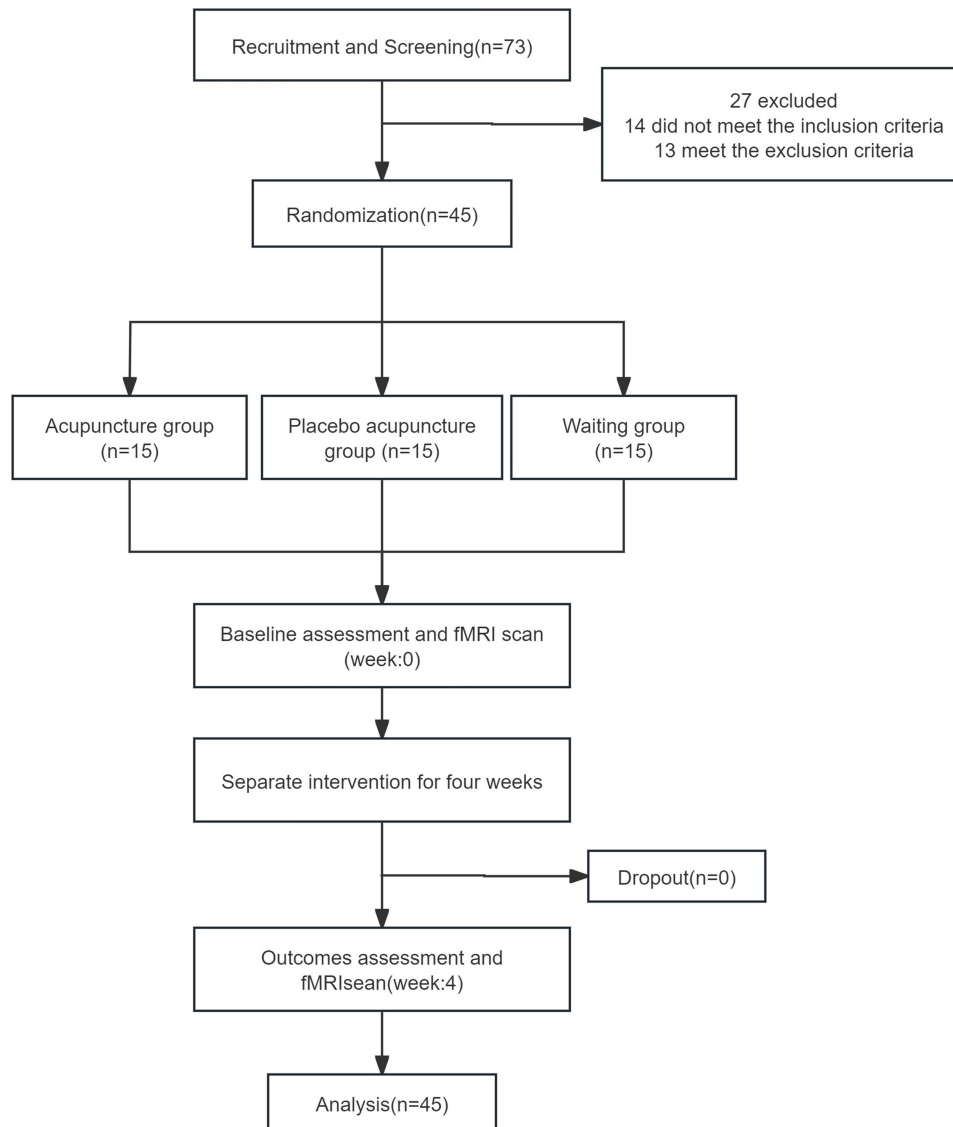 Recruitment and Screening(n=73)
27 excluded
14 did not meet the inclusion criteria
13 meet the exclusion criteria
Randomization(n=45)
Acupuncture group
(n=15)
Placebo acupuncture
group (n=15)
Waiting group
(n=15)
Baseline assessment and fMRI scan
(week:0)
Separate intervention for four weeks
Dropout(n=0)
Outcomes assessment and
fMRIsean(week:4)
Analysis(n=45)